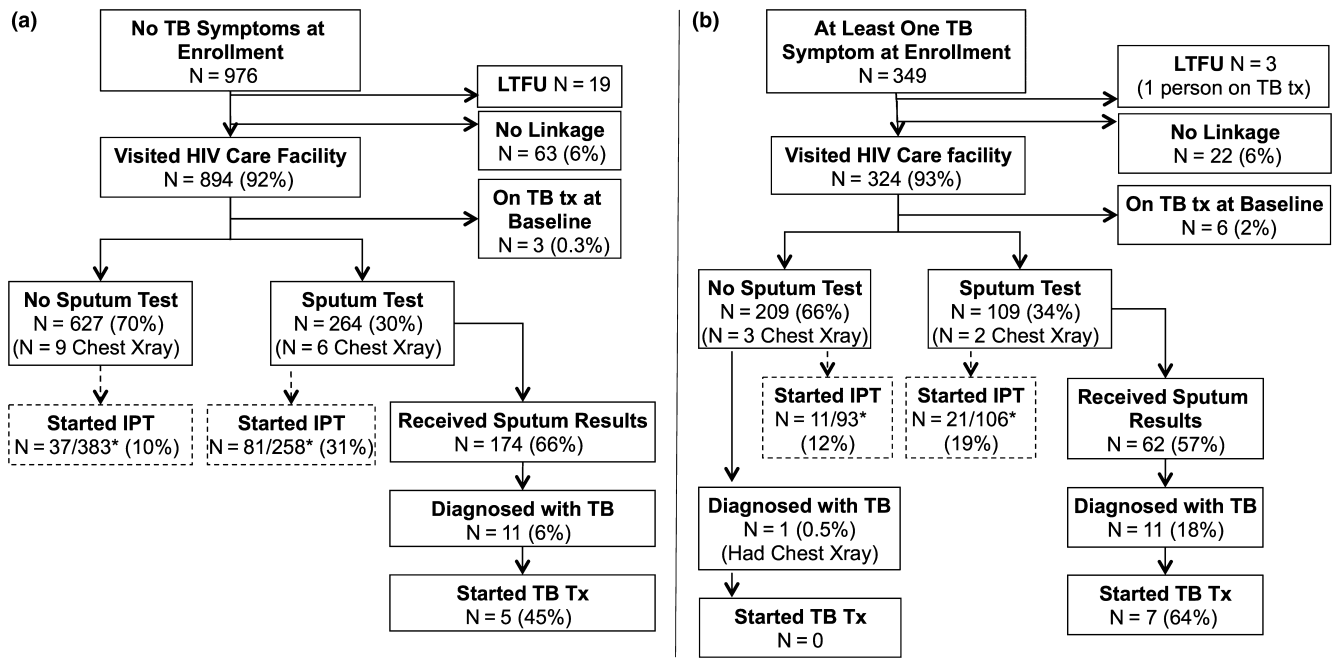 (a)
No TB Symptoms at
Enrollment
N = 976
LTFU N = 19
No Linkage
N = 63 (6%)
Visited HIV Care Facility
N = 894 (92%)
On TB tx at
Baseline
N = 3 (0.3%)
No Sputum Test
N = 627 (70%)
(N = 9 Chest Xray)
Sputum Test
N = 264 (30%)
(N = 6 Chest Xray)
Started IPT
N = 37/383* (10%)
Started IPT
N = 81/258* (31%)
Received Sputum Results
N = 174 (66%)
Diagnosed with TB
N = 11 (6%)
Started TB Tx
N = 5 (45%)
(b)
At Least One TB
Symptom at Enrollment
N = 349
LTFU N = 3
(1 person on TB tx)
No Linkage
N = 22 (6%)
Visited HIV Care facility
N = 324 (93%)
On TB tx at Baseline
N = 6 (2%)
No Sputum Test
N = 209 (66%)
(N = 3 Chest Xray)
Sputum Test
N = 109 (34%)
(N = 2 Chest Xray)
Started IPT
N = 11/93*
(12%)
Started IPT
N = 21/106*
(19%)
Received Sputum
Results
N = 62 (57%)
Diagnosed with TB
N = 1 (0.5%)
(Had Chest Xray)
Diagnosed with TB
N = 11 (18%)
Started TB Tx
N = 0
Started TB Tx
N = 7 (64%)